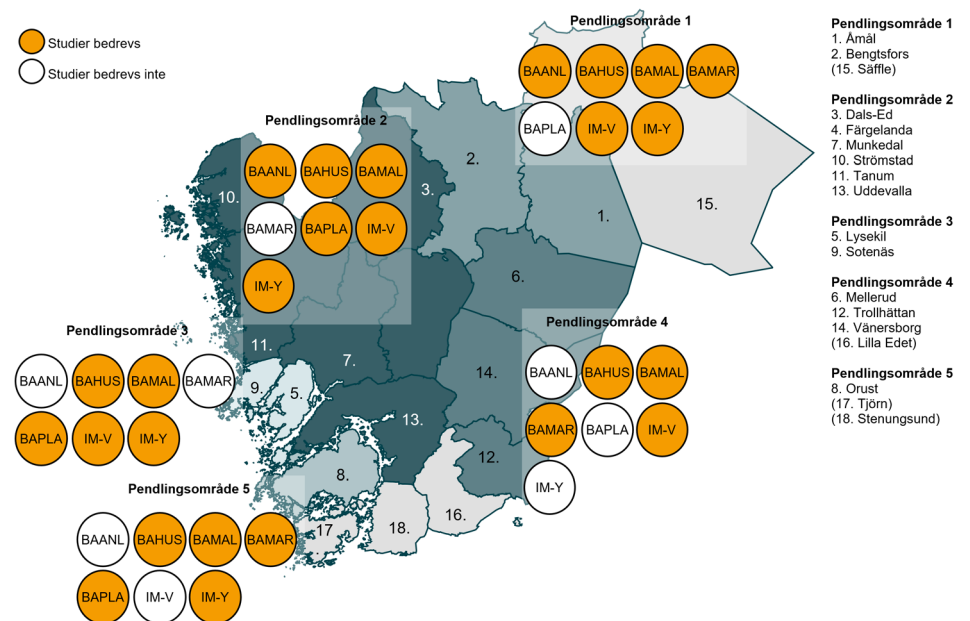 Pendlingsområde 1
Studier bedrevs
Studier bedrevs inte
BAANL BAHUS BAMAL BAMAR
BAPLA IM-V IM-Y
Pendlingsområde 2
BAANL BAHUS BAMAL
BAMAR BAPLA IM-V
IM-Y
2.
3.
10.
1.
15.
6.
11.
7.
9.
5.
14.
13.
12.
8.
16.
17
18.
Pendlingsområde 3
BAANL BAHUS BAMAL BAMAR
BAPLA IM-V IM-Y
Pendlingsområde 4
BAANL BAHUS BAMAL
BAMAR BAPLA IM-V
IM-Y
Pendlingsområde 5
BAANL BAHUS BAMAL BAMAR
BAPLA IM-V IM-Y
Pendlingsområde 1
1. Åmål
2. Bengtsfors
(15. Säffle)
Pendlingsområde 2
3. Dals-Ed
4. Färgelanda
7. Munkedal
10. Strömstad
11. Tanum
13. Uddevalla
Pendlingsområde 3
5. Lysekil
9. Sotenäs
Pendlingsområde 4
6. Mellerud
12. Trollhättan
14. Vänersborg
(16. Lilla Edet)
Pendlingsområde 5
8. Orust
(17. Tjörn)
(18. Stenungsund)